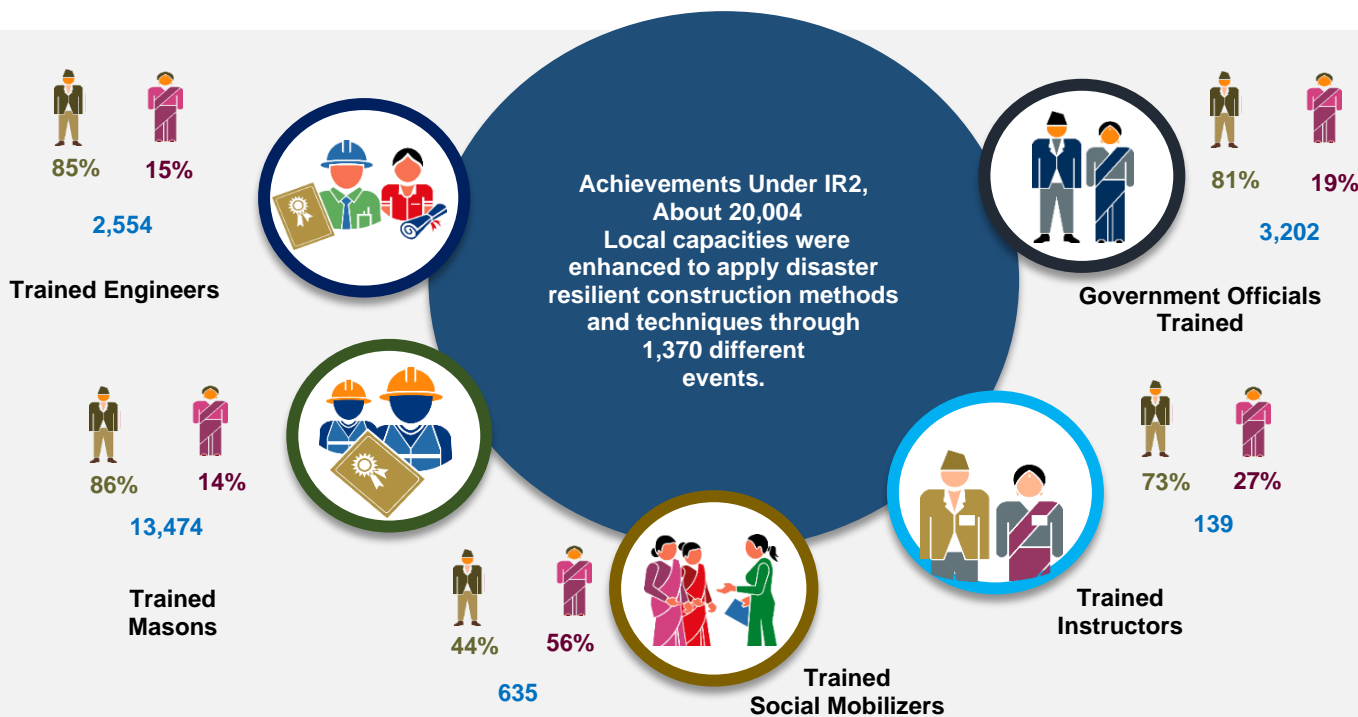 85% 15%
2,554
Trained Engineers
Achievements Under IR2,
About 20,004
Local capacities were
enhanced to apply disaster
resilient construction methods
and techniques through
1,370 different
events.
81% 19%
3,202
Government Officials
Trained
86% 14%
13,474
Trained
Masons
73% 27%
139
Trained
Instructors
44% 56%
635
Trained
Social Mobilizers